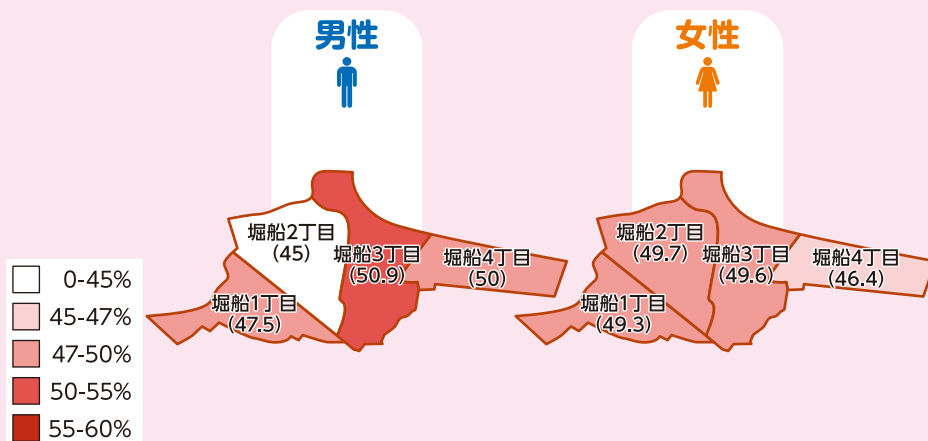 男性
女性
堀船2丁目
(45)
堀船3丁目
(50.9)
堀船4丁目
(50)
堀船1丁目
(47.5)
堀船2丁目
(49.7)
堀船3丁目
(49.6)
堀船4丁目
(46.4)
堀船1丁目
(49.3)
0-45%
45-47%
47-50%
50-55%
55-60%